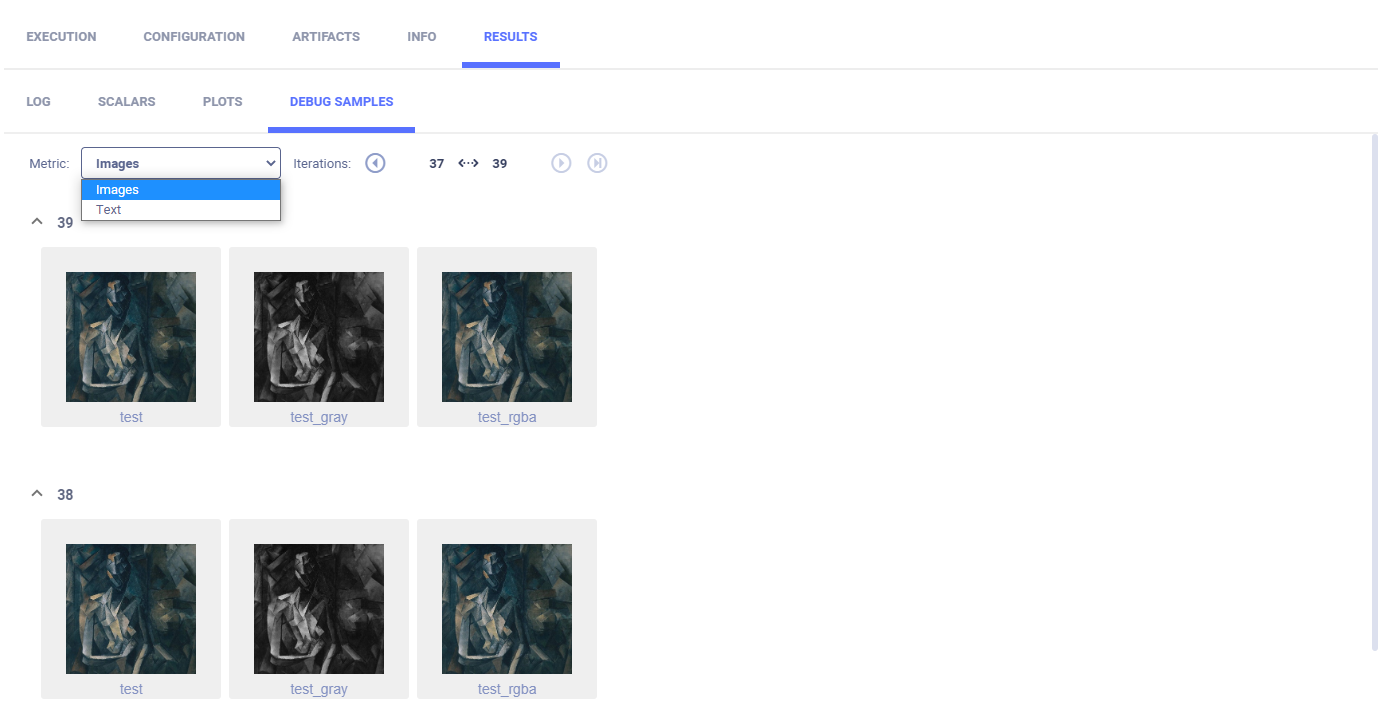 EXECUTION CONFIGURATION ARTIFACTS INFO RESULTS
LOG SCALARS PLOTS DEBUG SAMPLES
Metric: Images Iterations: 37 39
Images
Text
39
test test_gray test_rgba
38
test test_gray test_rgba